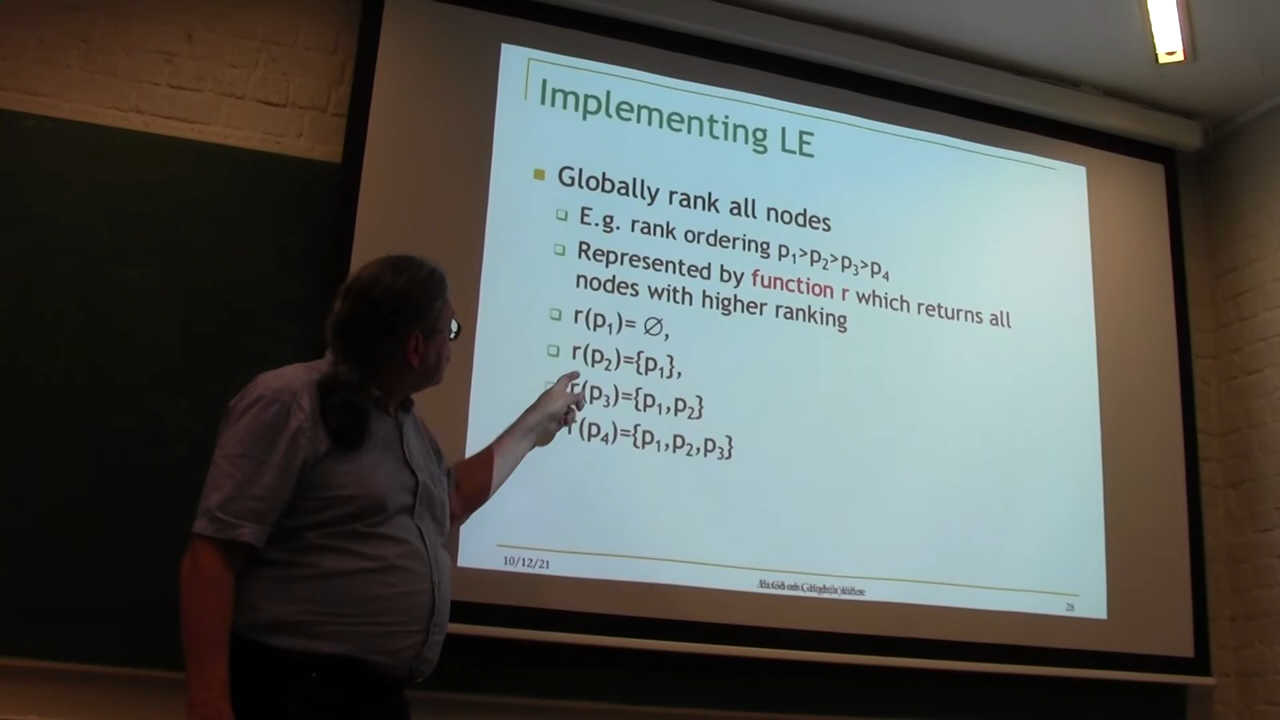 Implementing LE
Globally rank all nodes
E.g. rank ordering p₁>p₂>p₃>p₄
Represented by function r which returns all
nodes with higher ranking
r(p₁)= ∅,
r(p₂)={p₁},
r(p₃)={p₁,p₂}
r(p₄)={p₁,p₂,p₃}
10/12/21
28